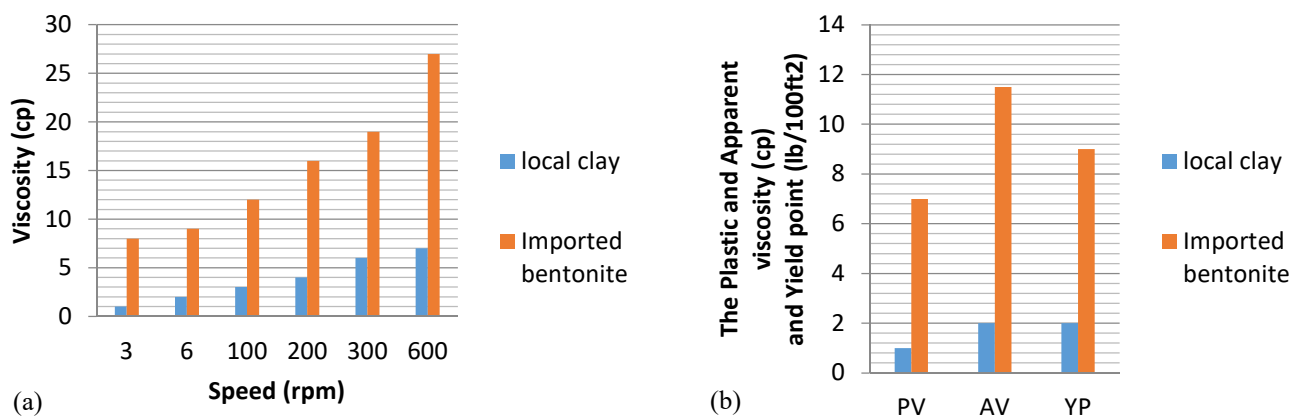 30
25
20
15
10
5
0
Viscosity (cp)
3 6 100 200 300 600
Speed (rpm)
local clay
Imported
bentonite
(a)
14
12
10
8
6
4
2
0
The Plastic and Apparent
viscosity (cp)
and Yield point (lb/100ft2)
PV AV YP
local clay
Imported
bentonite
(b)